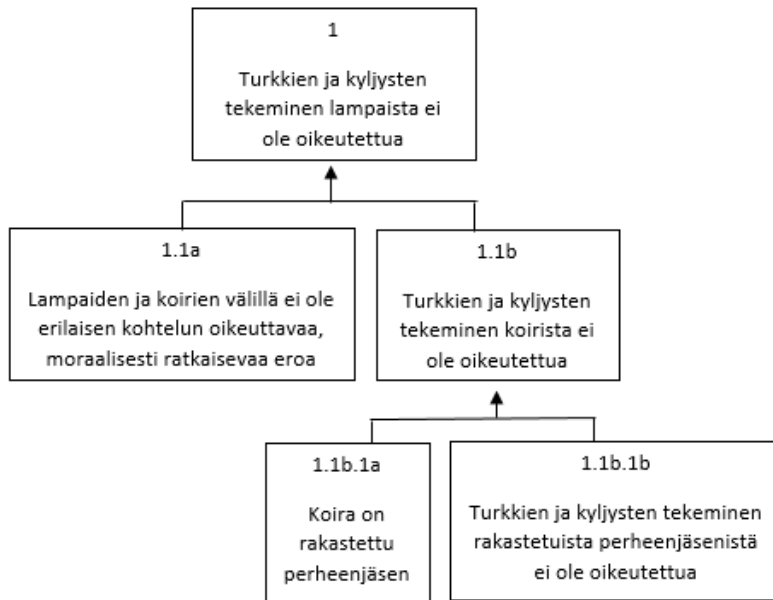 1
Turkkien ja kyljysten
tekeminen lampaista ei
ole oikeutettua
1.1a
Lampaiden ja koirien välillä ei ole
erilaisen kohtelun oikeuttavaa,
moraalisesti ratkaisevaa eroa
1.1b
Turkkien ja kyljysten
tekeminen koirista ei
ole oikeutettua
1.1b.1a
Koira on
rakastettu
perheenjäsen
1.1b.1b
Turkkien ja kyljysten tekeminen
rakastetuista perheenjäsenistä
ei ole oikeutettua